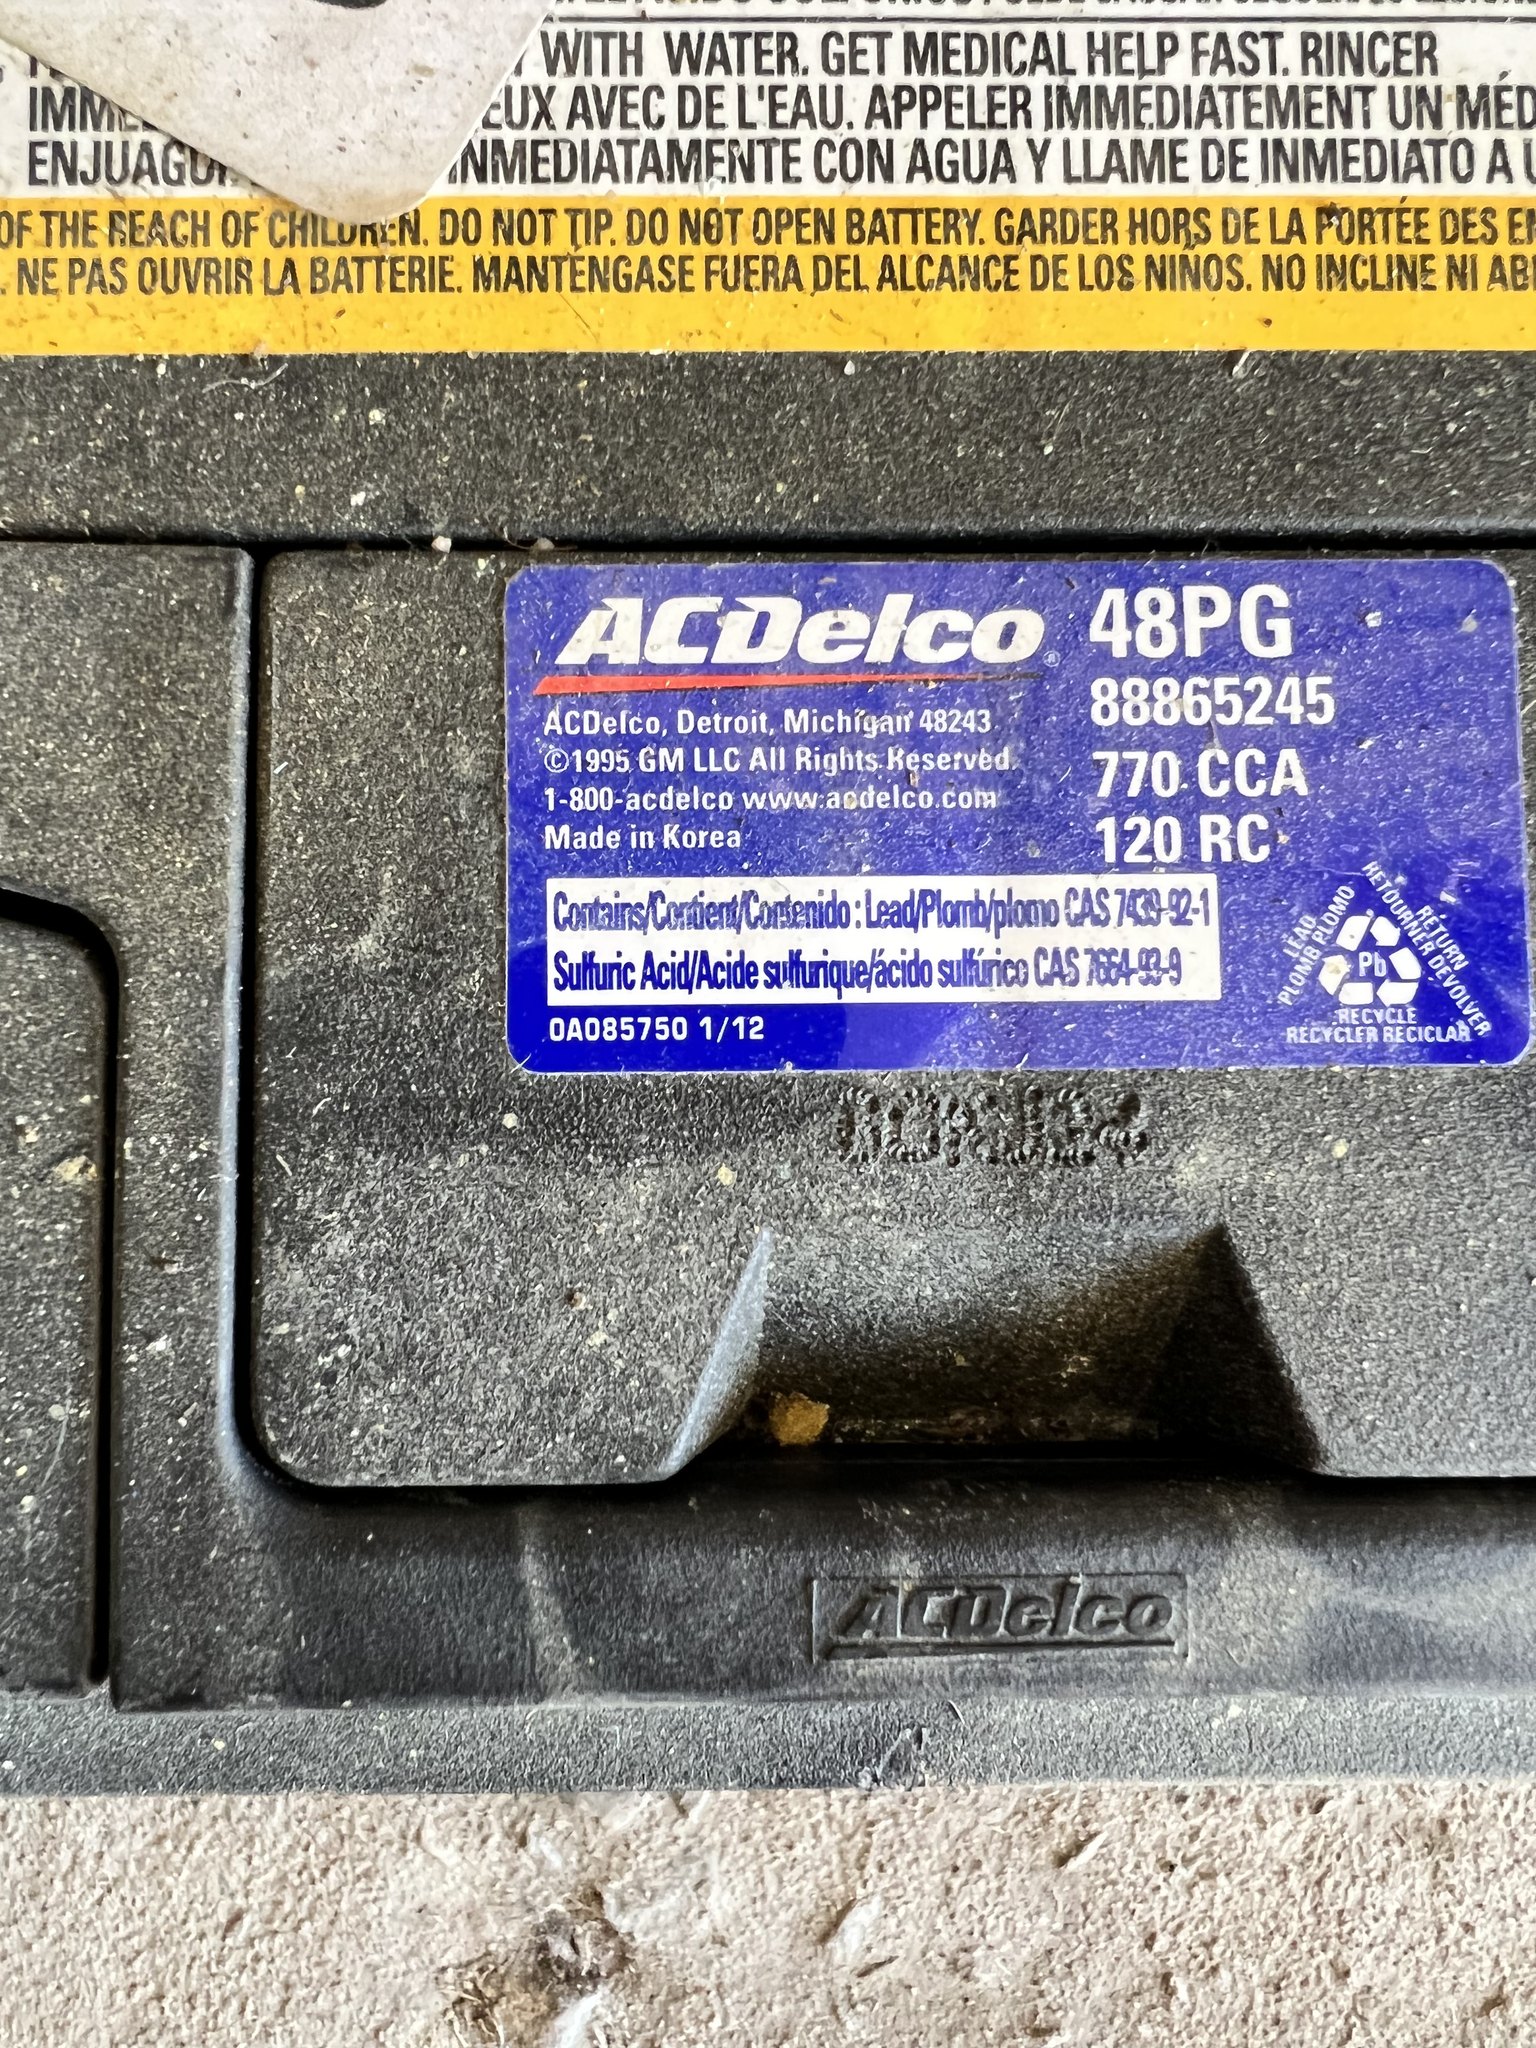 WITH WATER. GET MEDICAL HELP FAST. RINCER
EUX AVEC DE L'EAU. APPELER IMMEDIATEMENT UN
INMEDIATAMENTE CON AGUA Y LLAME DE INMEDIATO A
OF THE REACH OF CHILDREN. DO NOT TIP. DO NOT OPEN BATTERY. GARDER HORS DE LA PORTÉE DES
. NE PAS OUVRIR LA BATTERIE. MANTÉNGASE FUERA DEL ALCANCE DE LOS NIÑOS. NO INCLINE NI
ACDelco® 48PG
88865245
770 CCA
120 RC
ACDelco, Detroit, Michigan 48243
©1995 GM LLC All Rights Reserved.
1-800-acdelco www.acdelco.com
Made in Korea
Contains/Contient/Contenido : Lead/Plomb/plomo CAS 7439-92-1
Sulfuric Acid/Acide sulfurique/ácido sulfúrico CAS 7664-93-9
0A085750 1/12
LEAD
PLOMB PLOMO
RETURN
RETOURNER DEVOLVER
Pb
RECYCLE
RECYCLER RECICLAR
ACDelco